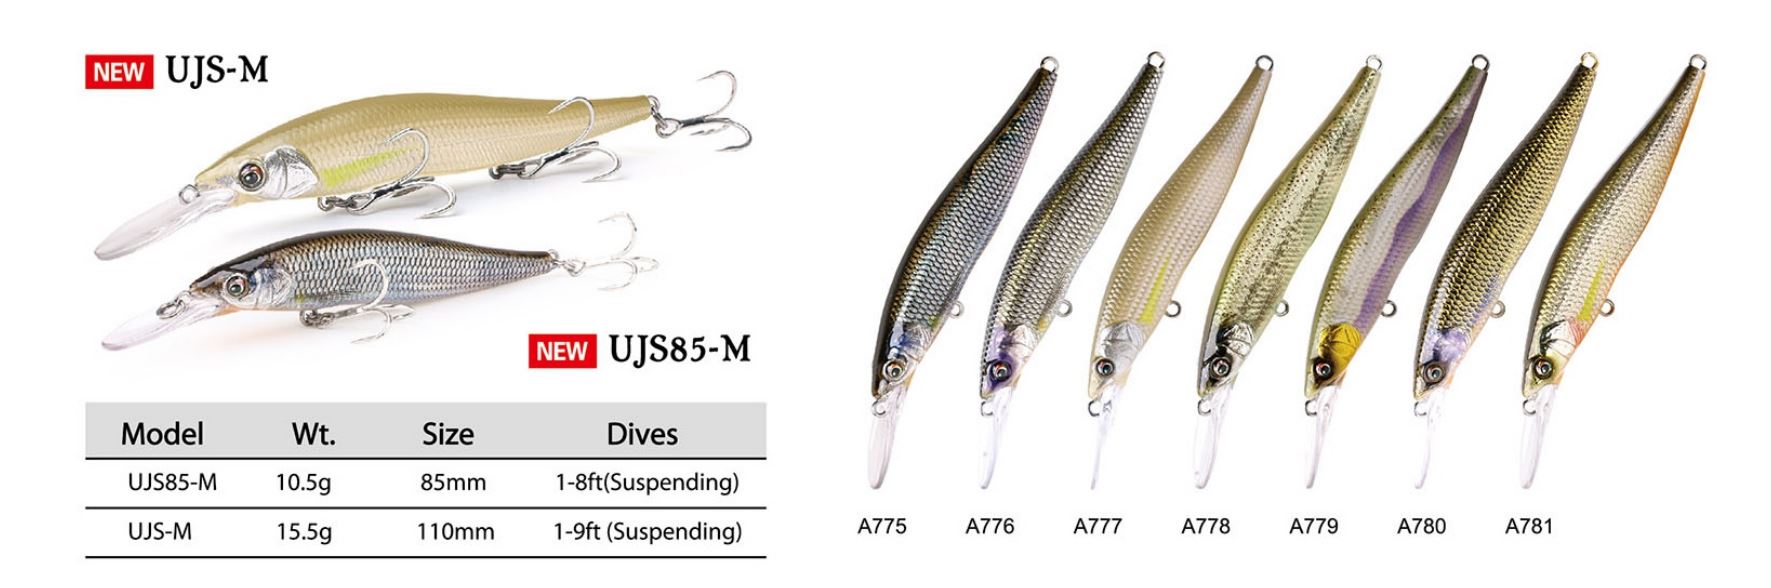 NEW UJS-M
NEW UJS85-M
Model Wt. Size Dives
UJS85-M 10.5g 85mm 1-8ft(Suspending)
UJS-M 15.5g 110mm 1-9ft (Suspending)
A775 A776 A777 A778 A779 A780 A781